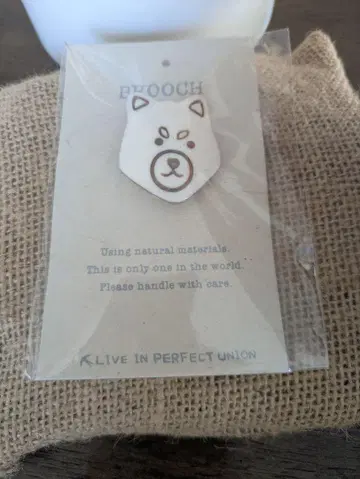 BROOCH
Using natural materials.
This is only one in the world.
Please handle with care.
LIVE IN PERFECT UNION